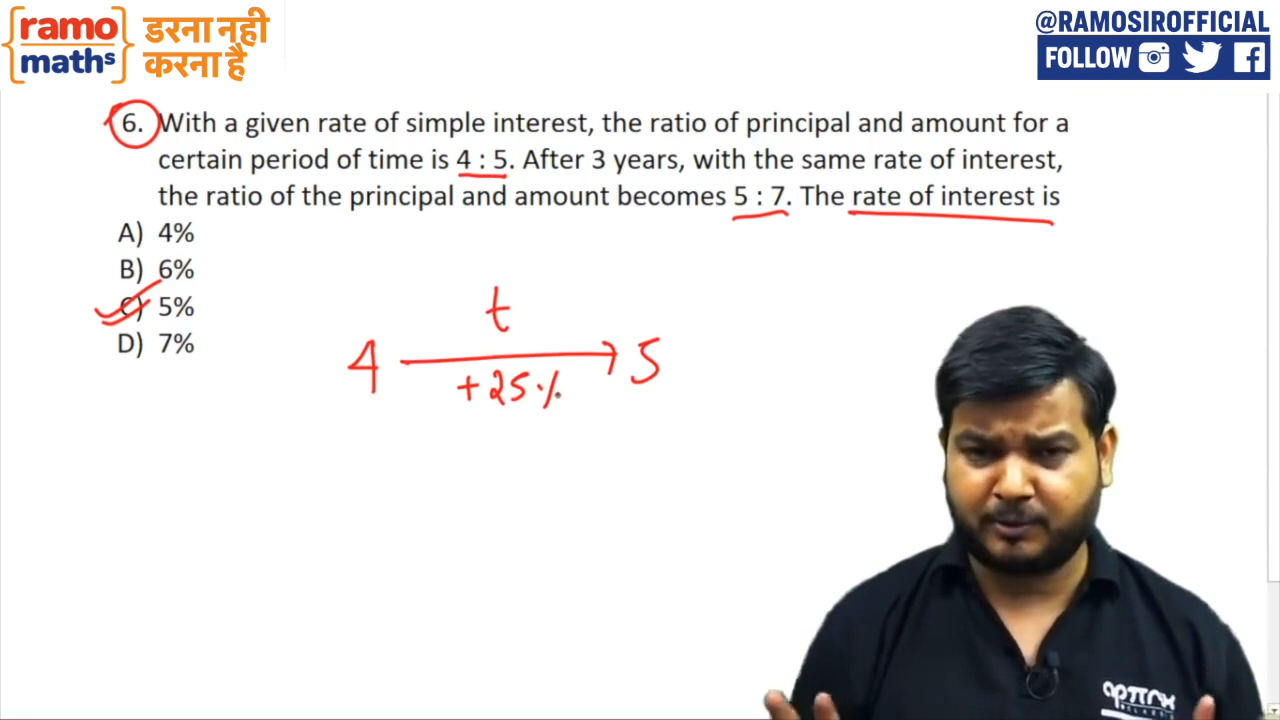 ramo
maths
डरना नही
करना है
@RAMOSIROFFICIAL
FOLLOW
6. With a given rate of simple interest, the ratio of principal and amount for a
certain period of time is 4 : 5. After 3 years, with the same rate of interest,
the ratio of the principal and amount becomes 5 : 7. The rate of interest is
A) 4%
B) 6%
C) 5%
D) 7%
t
4 → 5
+25%